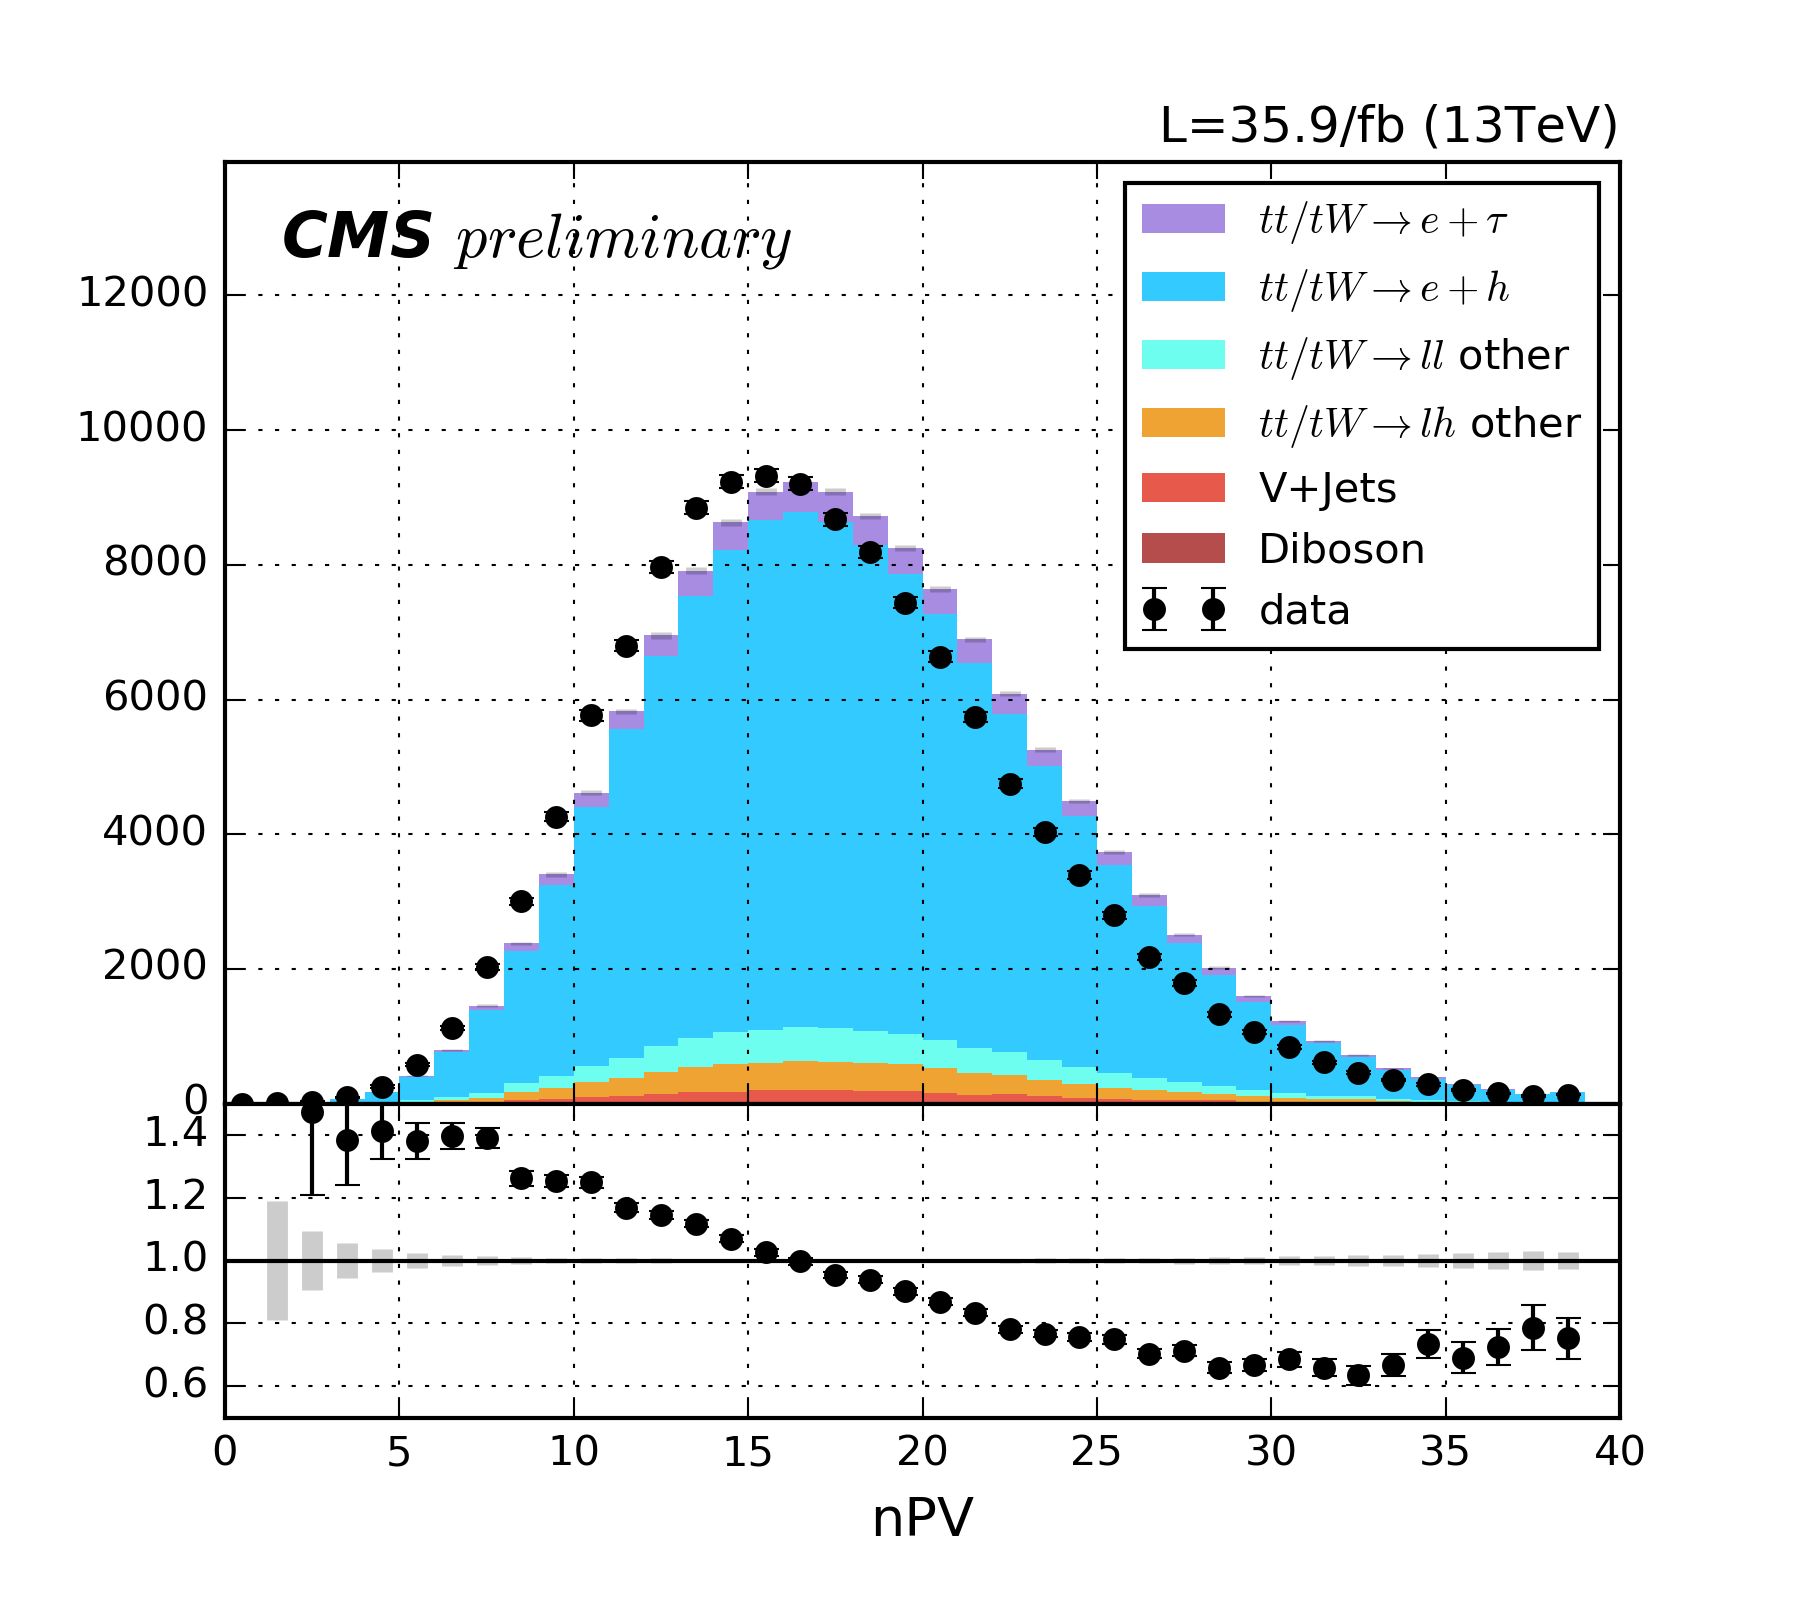 L=35.9/fb (13TeV)
CMS preliminary
tt/tW→e+τ
tt/tW→e+h
tt/tW→ll other
tt/tW→lh other
V+Jets
Diboson
data
12000
10000
8000
6000
4000
2000
0
1.4
1.2
1.0
0.8
0.6
0 5 10 15 20 25 30 35 40
nPV